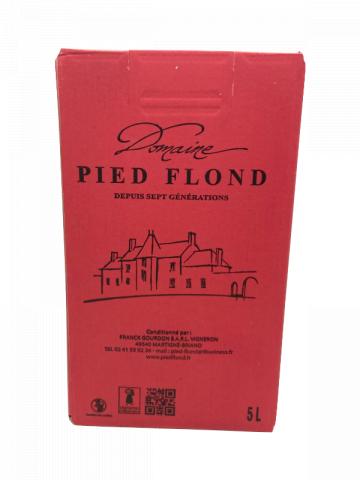 Domaine
PIED FLOND
DEPUIS SEPT GÉNÉRATIONS
Conditionné par :
FRANCK GOURDON S.A.R.L. VIGNERON
49540 MARTIGNÉ-BRIAND
www.piedflond.fr
5 L